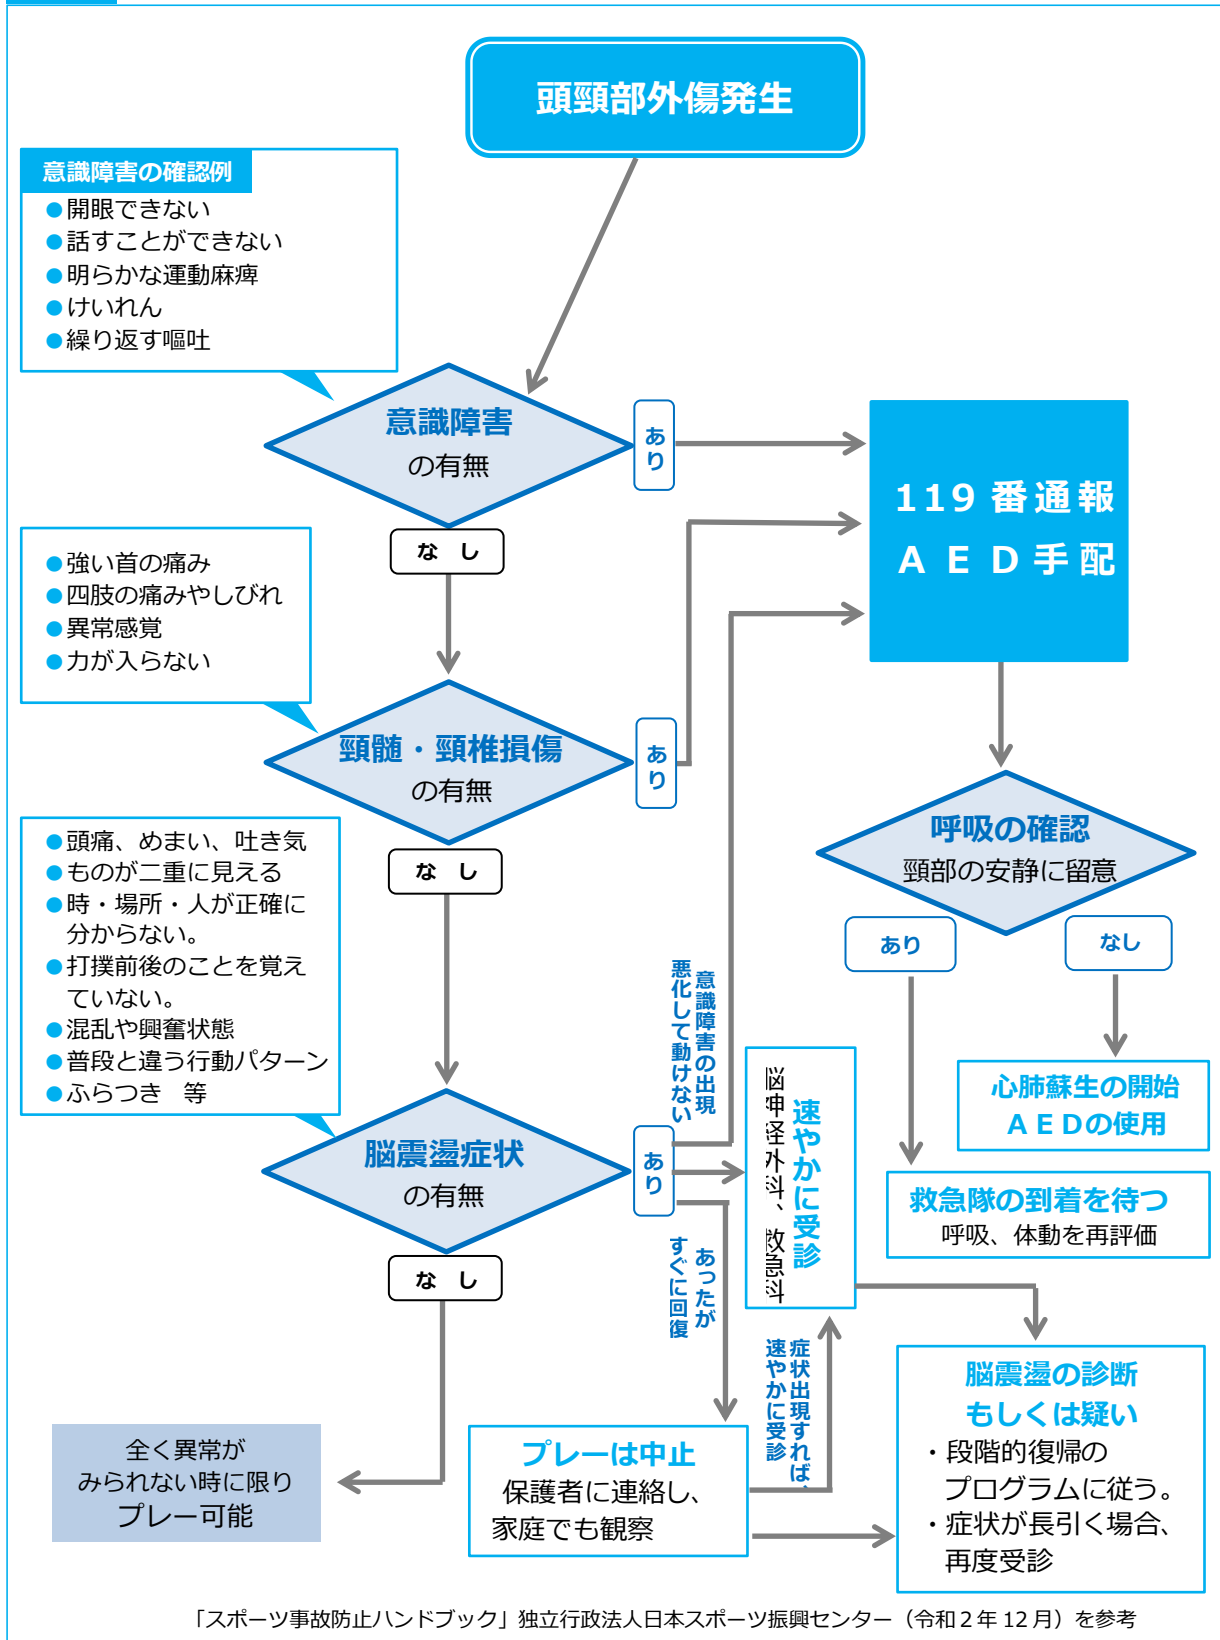 頭頸部外傷発生
意識障害の確認例
●開眼できない
●話すことができない
●明らかな運動麻痺
●けいれん
●繰り返す嘔吐
意識障害
の有無
あり
なし
119番通報
AED手配
●強い首の痛み
●四肢の痛みやしびれ
●異常感覚
●力が入らない
頸髄・頸椎損傷
の有無
あり
なし
呼吸の確認
頸部の安静に留意
あり
なし
心肺蘇生の開始
AEDの使用
救急隊の到着を待つ
呼吸、体動を再評価
●頭痛、めまい、吐き気
●ものが二重に見える
●時・場所・人が正確に
分からない。
●打撲前後のことを覚え
ていない。
●混乱や興奮状態
●普段と違う行動パターン
●ふらつき 等
脳震盪症状
の有無
あり
なし
意識障害の出現
悪化して動けない
速やかに受診
脳神経外科、救急科
あったが
すぐに回復
症状出現すれば、
速やかに受診
全く異常が
みられない時に限り
プレー可能
プレーは中止
保護者に連絡し、
家庭でも観察
脳震盪の診断
もしくは疑い
・段階的復帰の
プログラムに従う。
・症状が長引く場合、
再度受診
「スポーツ事故防止ハンドブック」独立行政法人日本スポーツ振興センター（令和２年12月）を参考